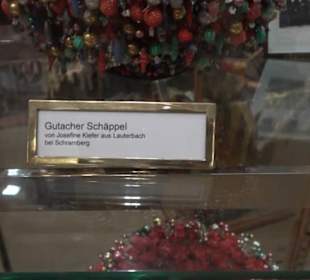 Gutacher Schäppel
von Josefine Kiefer aus Lauterbach
bei Schramberg